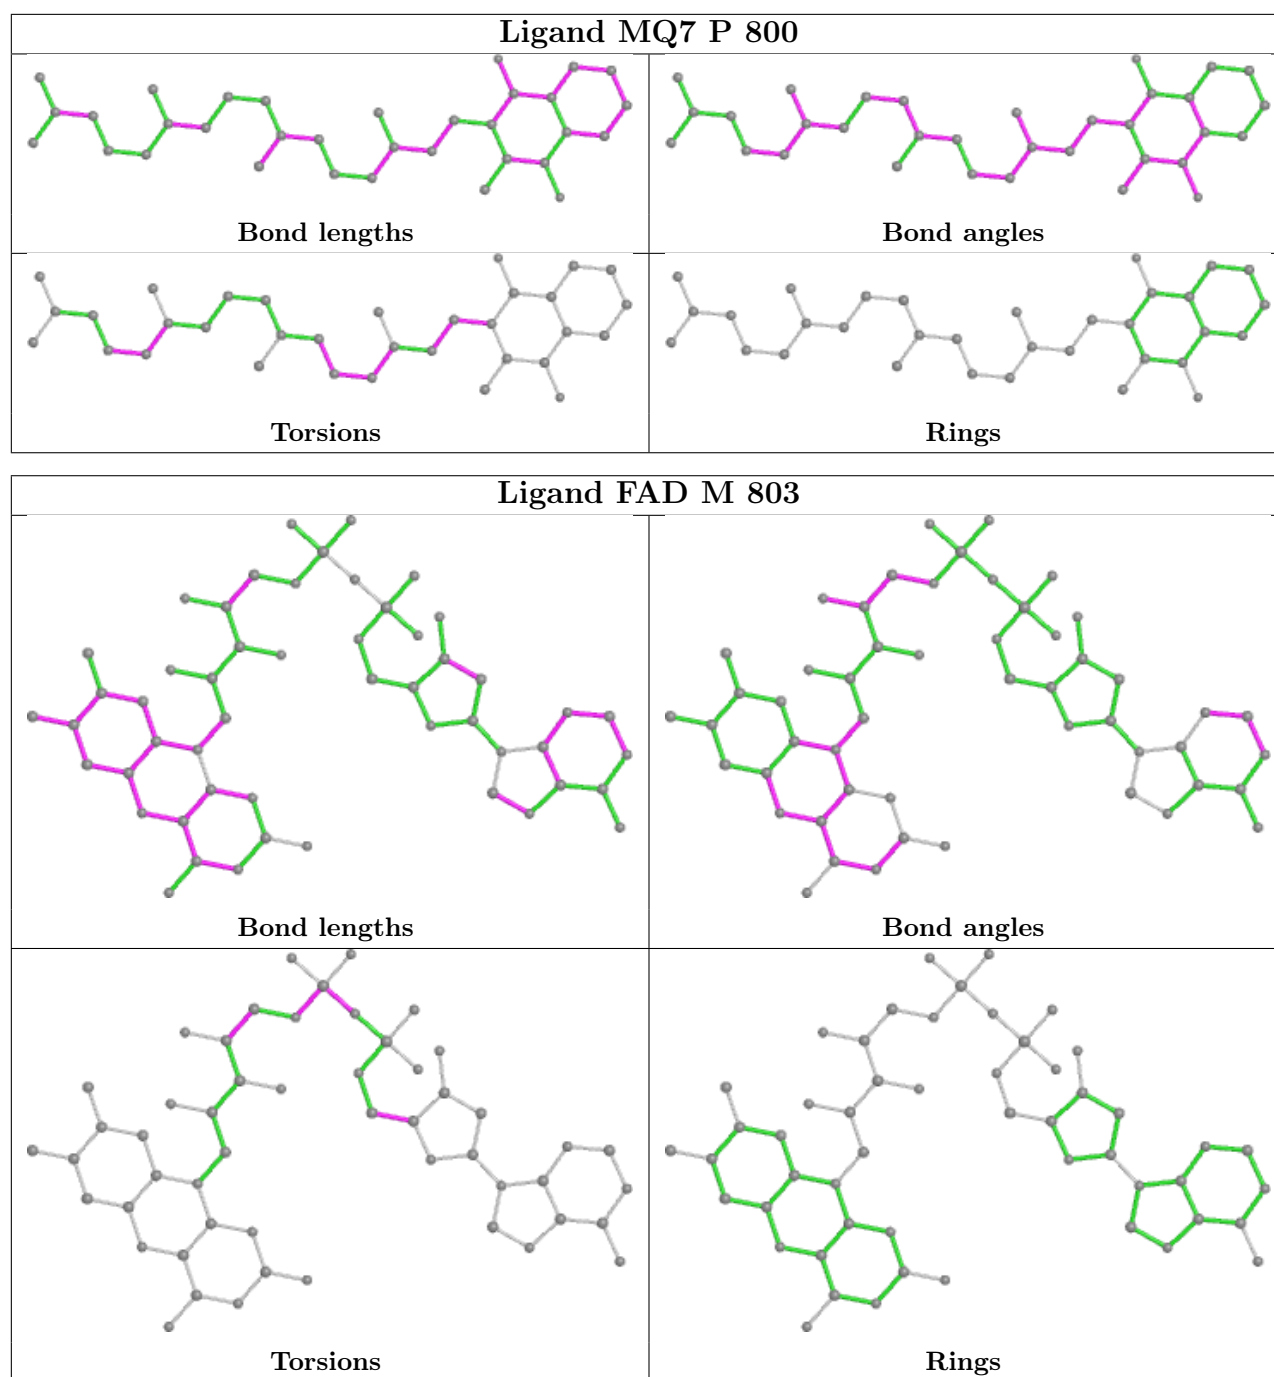 Ligand MQ7 P 800
Bond lengths
Bond angles
Torsions
Rings
Ligand FAD M 803
Bond lengths
Bond angles
Torsions
Rings